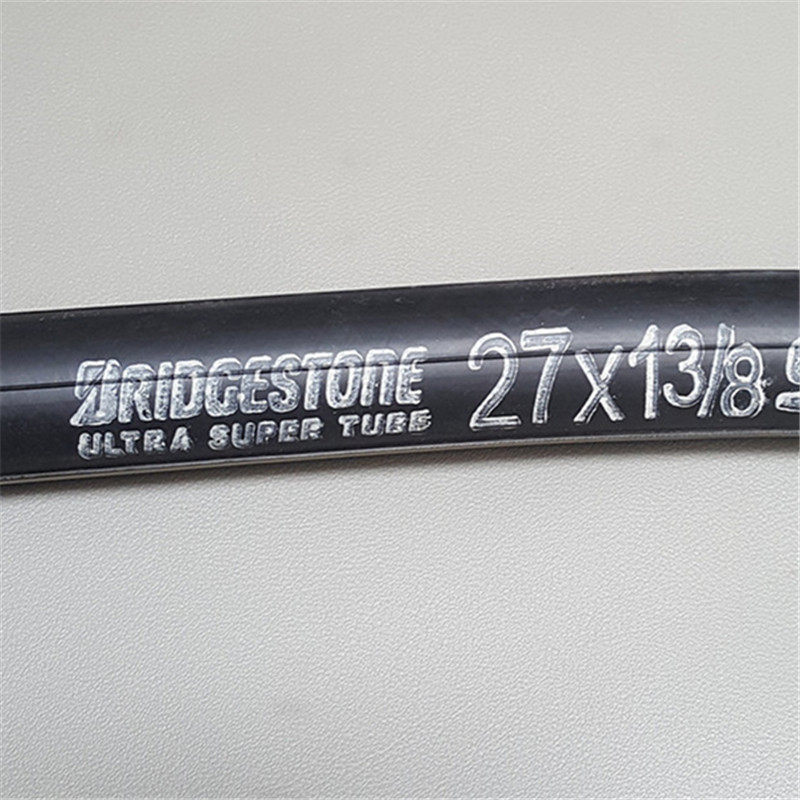 BRIDGESTONE
ULTRA SUPER TUBE
27X13/8